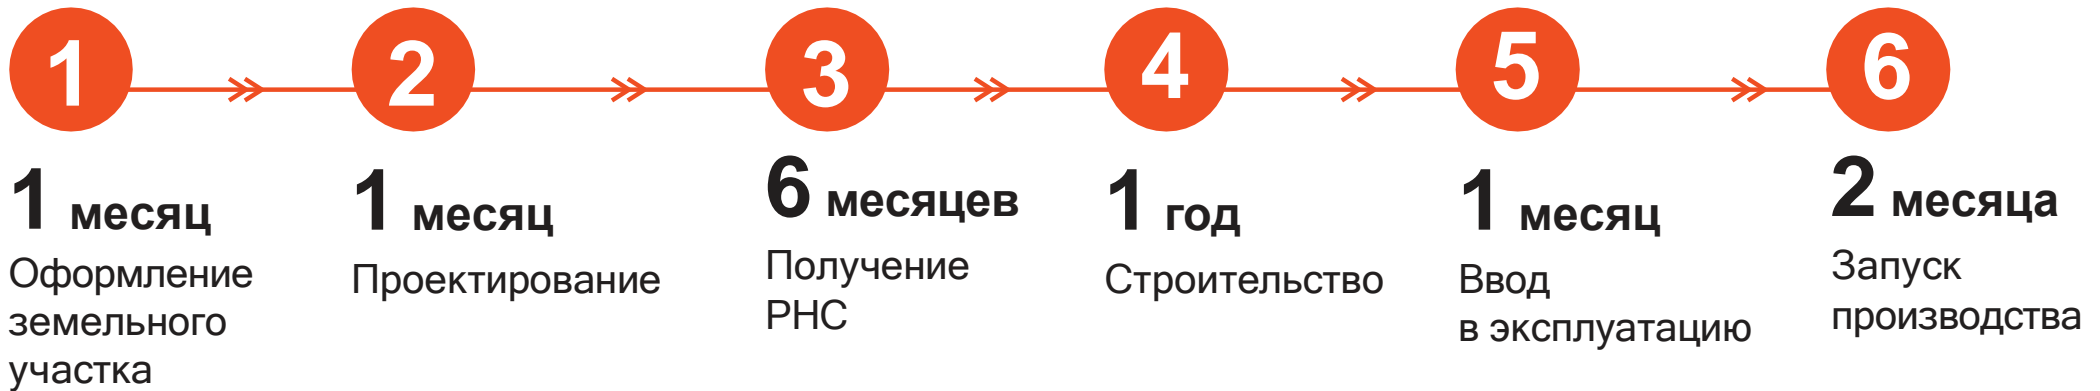 1
2
3
4
5
6
1 месяц
Оформление
земельного
участка
1 месяц
Проектирование
6 месяцев
Получение
РНС
1 год
Строительство
1 месяц
Ввод
в эксплуатацию
2 месяца
Запуск
производства